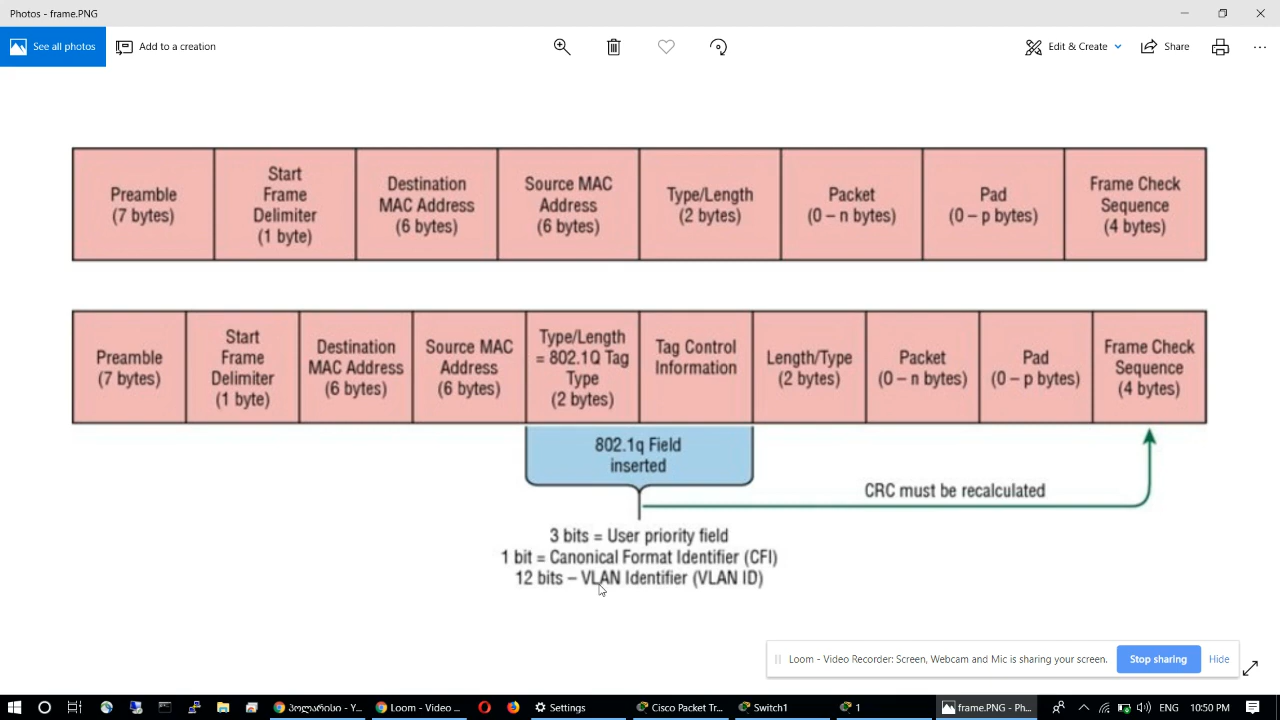 Photos - frame.PNG
See all photos
Add to a creation
Edit & Create
Share
Preamble
(7 bytes)
Start
Frame
Delimiter
(1 byte)
Destination
MAC Address
(6 bytes)
Source MAC
Address
(6 bytes)
Type/Length
(2 bytes)
Packet
(0 – n bytes)
Pad
(0 – p bytes)
Frame Check
Sequence
(4 bytes)
Preamble
(7 bytes)
Start
Frame
Delimiter
(1 byte)
Destination
MAC Address
(6 bytes)
Source MAC
Address
(6 bytes)
Type/Length
= 802.1Q Tag
Type
(2 bytes)
Tag Control
Information
Length/Type
(2 bytes)
Packet
(0 – n bytes)
Pad
(0 – p bytes)
Frame Check
Sequence
(4 bytes)
802.1q Field
inserted
CRC must be recalculated
3 bits = User priority field
1 bit = Canonical Format Identifier (CFI)
12 bits – VLAN Identifier (VLAN ID)
Loom - Video Recorder: Screen, Webcam and Mic is sharing your screen.
Stop sharing
Hide
პოლარისი - Y...
Loom - Video ...
Settings
Cisco Packet Tr...
Switch1
1
frame.PNG - Ph...
ENG
10:50 PM